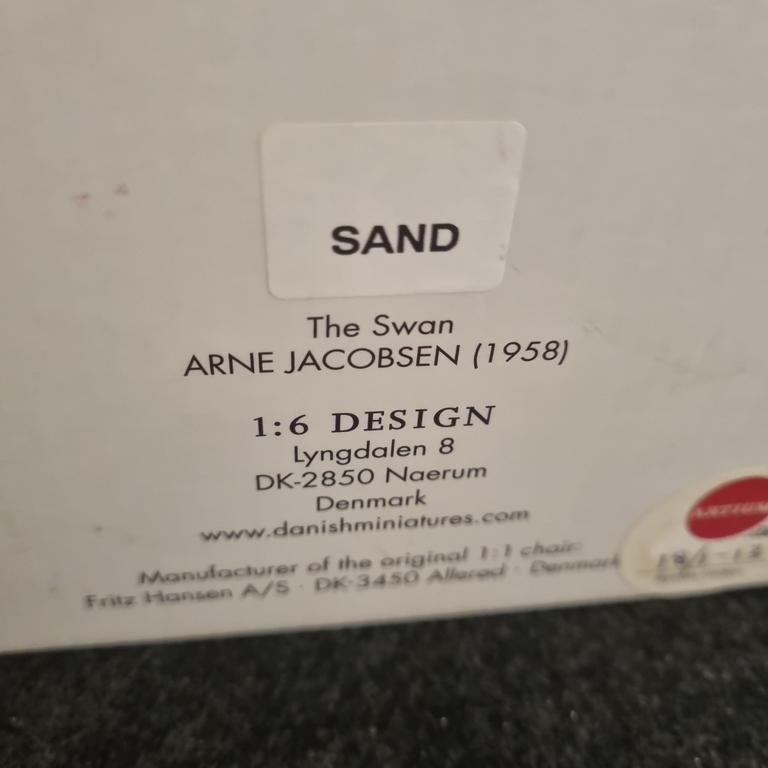 SAND
The Swan
ARNE JACOBSEN (1958)
1:6 DESIGN
Lyngdalen 8
DK-2850 Naerum
Denmark
www.danishminiatures.com
Manufacturer of the original 1:1 chair:
Fritz Hansen A/S · DK-3450 Allerød · Denmark